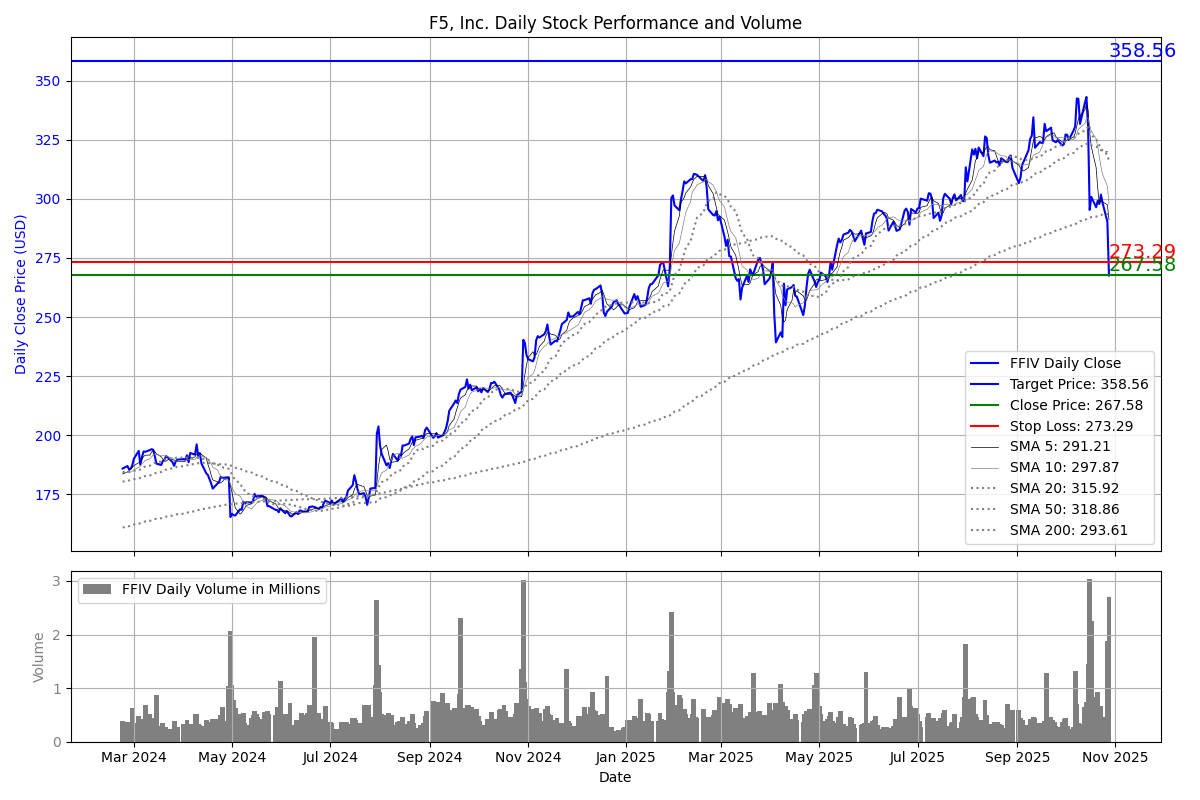 F5, Inc. Daily Stock Performance and Volume
358.56
350
325
300
275
250
225
200
175
Daily Close Price (USD)
273.29
267.58
FFIV Daily Close
Target Price: 358.56
Close Price: 267.58
Stop Loss: 273.29
SMA 5: 291.21
SMA 10: 297.87
SMA 20: 315.92
SMA 50: 318.86
SMA 200: 293.61
3
2
1
0
Volume
FFIV Daily Volume in Millions
Mar 2024 May 2024 Jul 2024 Sep 2024 Nov 2024 Jan 2025 Mar 2025 May 2025 Jul 2025 Sep 2025 Nov 2025
Date